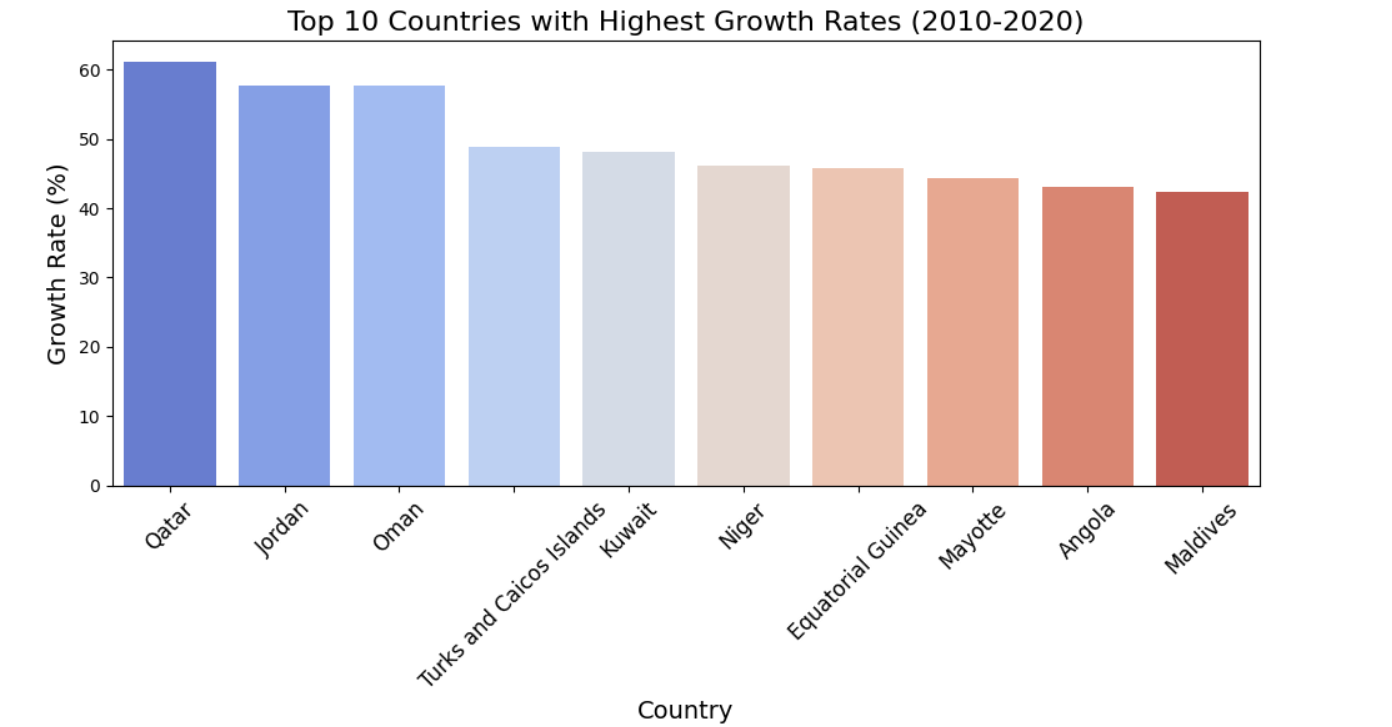 Top 10 Countries with Highest Growth Rates (2010-2020)
Growth Rate (%)
60
50
40
30
20
10
0
Qatar
Jordan
Oman
Turks and Caicos Islands
Kuwait
Niger
Equatorial Guinea
Mayotte
Angola
Maldives
Country